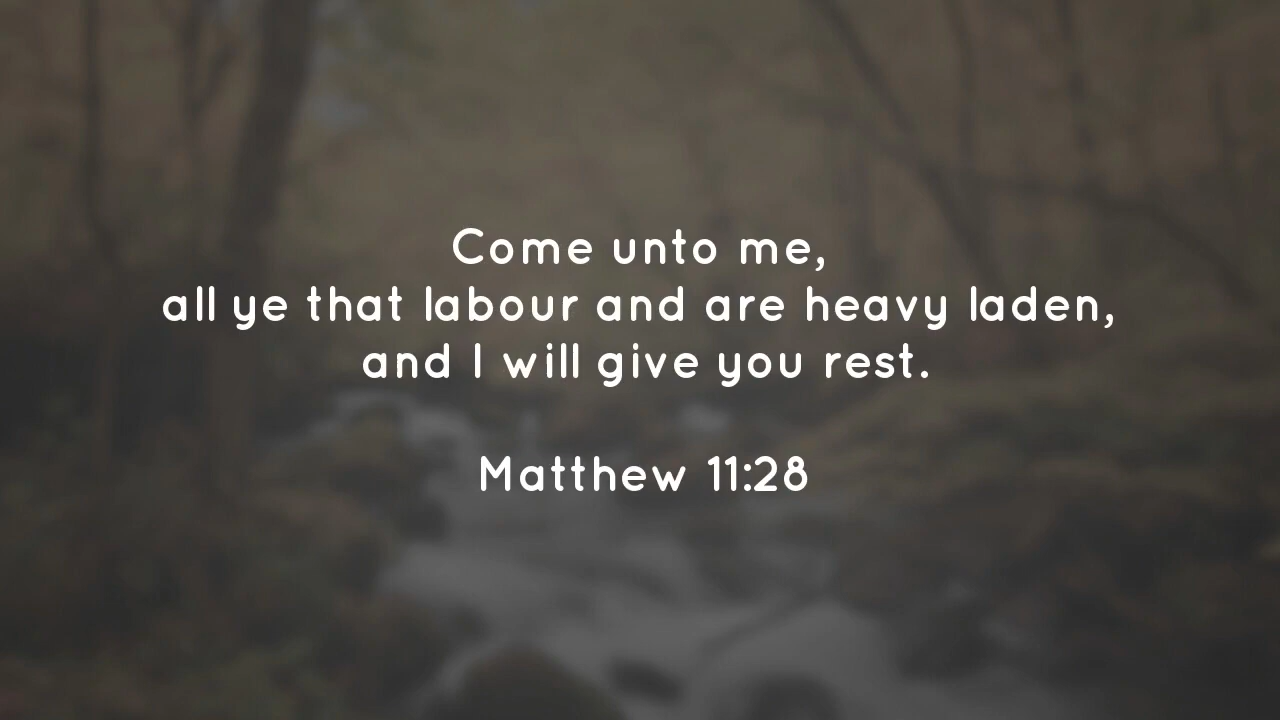 Come unto me,
all ye that labour and are heavy laden,
and I will give you rest.
Matthew 11:28